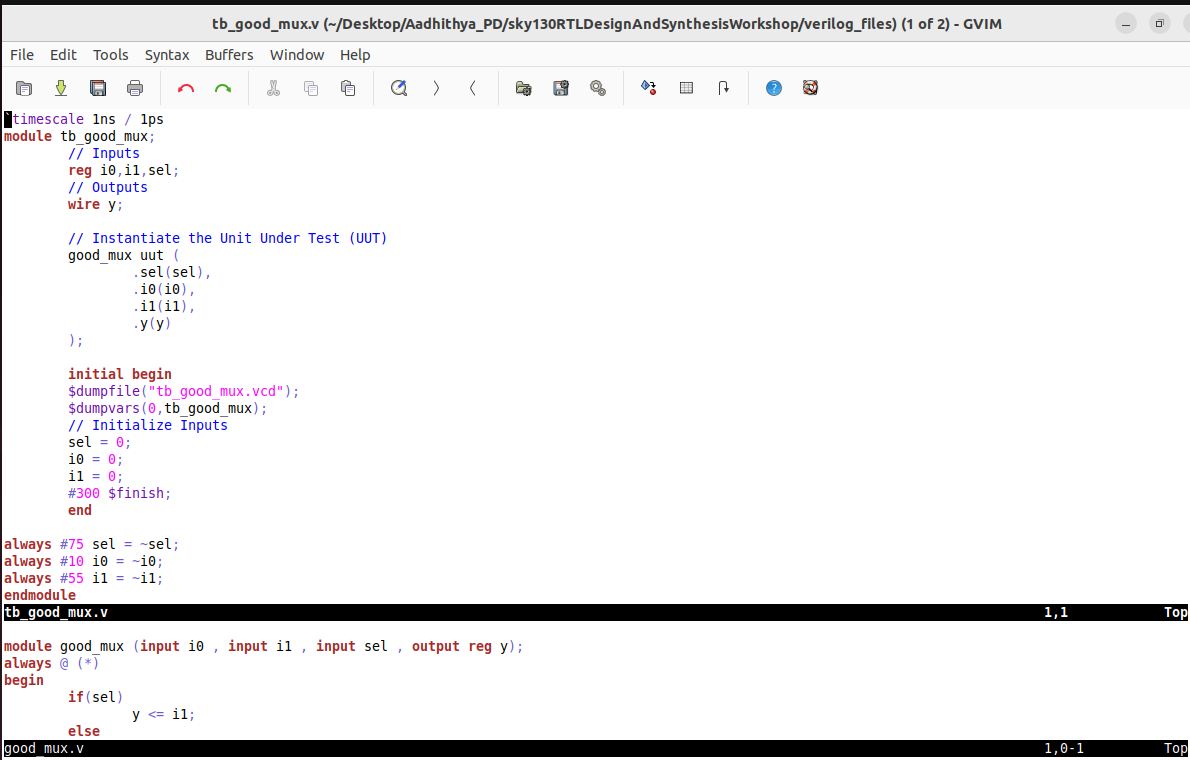 tb_good_mux.v (~/Desktop/Aadhithya_PD/sky130RTLDesignAndSynthesisWorkshop/verilog_files) (1 of 2) - GVIM
File Edit Tools Syntax Buffers Window Help
`timescale 1ns / 1ps
module tb_good_mux;
        // Inputs
        reg i0,i1,sel;
        // Outputs
        wire y;

        // Instantiate the Unit Under Test (UUT)
        good_mux uut (
                .sel(sel),
                .i0(i0),
                .i1(i1),
                .y(y)
        );

        initial begin
        $dumpfile("tb_good_mux.vcd");
        $dumpvars(0,tb_good_mux);
        // Initialize Inputs
        sel = 0;
        i0 = 0;
        i1 = 0;
        #300 $finish;
        end

always #75 sel = ~sel;
always #10 i0 = ~i0;
always #55 i1 = ~i1;
endmodule
tb_good_mux.v 1,1 Top

module good_mux (input i0 , input i1 , input sel , output reg y);
always @ (*)
begin
        if(sel)
                y <= i1;
        else
good_mux.v 1,0-1 Top